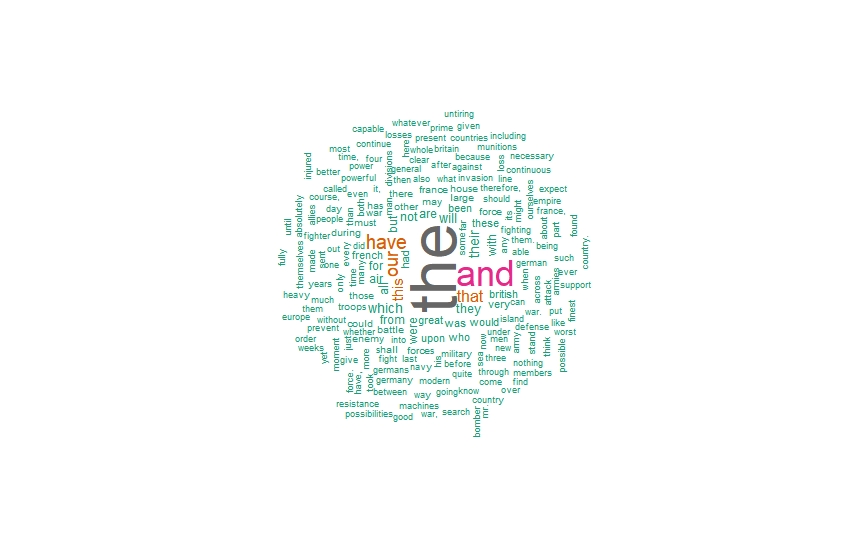 untiring
whatever prime given
capable
losses present countries including
continue here whole britain munitions
most because necessary
time, four divisions clear after against loss
injured power general continuous
better powerful then also what invasion line
called even it, there france house therefore, ourselves expect
course, both man other may large should its might empire
absolutely allies day than has been force france,
until people war but not are will these about part found
must far some
fighter during their with any fighting
themselves made sent out every did have had the them. being
fully one french our able such country.
years only time many for and german
air all this when ever
heavy much those that british across attack armies support
them troops which they very can finest
europe without could from war, put
prevent whether were great was would island defense like
order just enemy battle upon who under army stand worst
weeks yet moment into now men think possible
shall forces military sea new
give more fight last his before three nothing
germans navy quite through members
force. have, took germany modern come find
between way going know over
resistance machines country
possibilities good war, search mr.
bomber